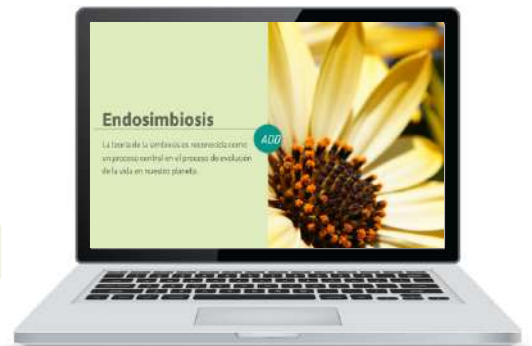 Endosimbiosis
ADD
La teoría de la simbiosis es reconocida como
un proceso central en el proceso de evolución
de la vida en nuestro planeta.